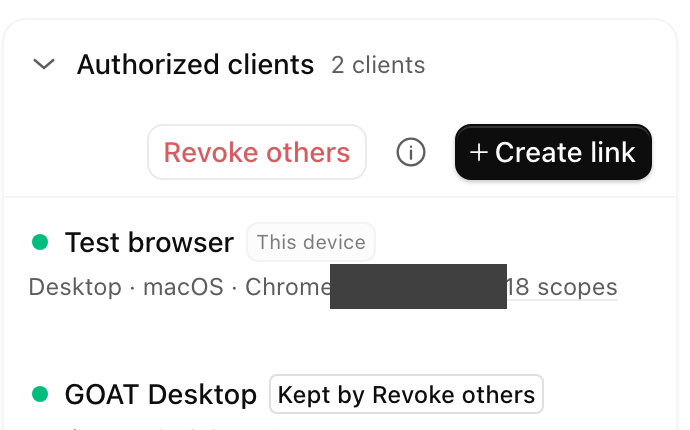 Authorized clients 2 clients
Revoke others + Create link
Test browser This device
Desktop · macOS · Chrome 18 scopes
GOAT Desktop Kept by Revoke others